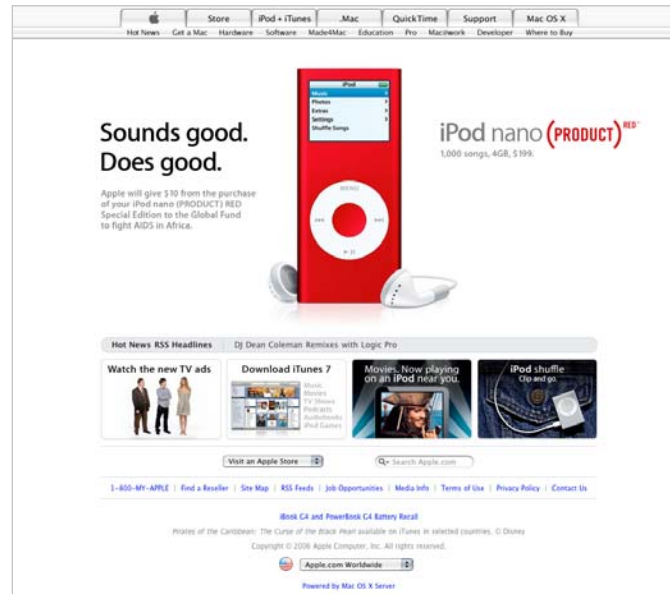 Store iPod + iTunes .Mac QuickTime Support Mac OS X
Hot News Get a Mac Hardware Software Made4Mac Education Pro Mac@work Developer Where to Buy
Sounds good.
Does good.
Apple will give $10 from the purchase
of your iPod nano (PRODUCT) RED
Special Edition to the Global Fund
to fight AIDS in Africa.
iPod
Music
Photos
Extras
Settings
Shuffle Songs
MENU
iPod nano (PRODUCT) RED™
1,000 songs, 4GB, $199.
Hot News RSS Headlines DJ Dean Coleman Remixes with Logic Pro
Watch the new TV ads
Download iTunes 7
Music
Movies
TV Shows
Podcasts
Audiobooks
iPod Games
Movies. Now playing
on an iPod near you.
iPod shuffle
Clip and go.
Visit an Apple Store
Search Apple.com
1-800-MY-APPLE | Find a Reseller | Site Map | RSS Feeds | Job Opportunities | Media Info | Terms of Use | Privacy Policy | Contact Us
iBook G4 and PowerBook G4 Battery Recall
Pirates of the Caribbean: The Curse of the Black Pearl available on iTunes in selected countries. © Disney
Copyright © 2006 Apple Computer, Inc. All rights reserved.
Apple.com Worldwide
Powered by Mac OS X Server